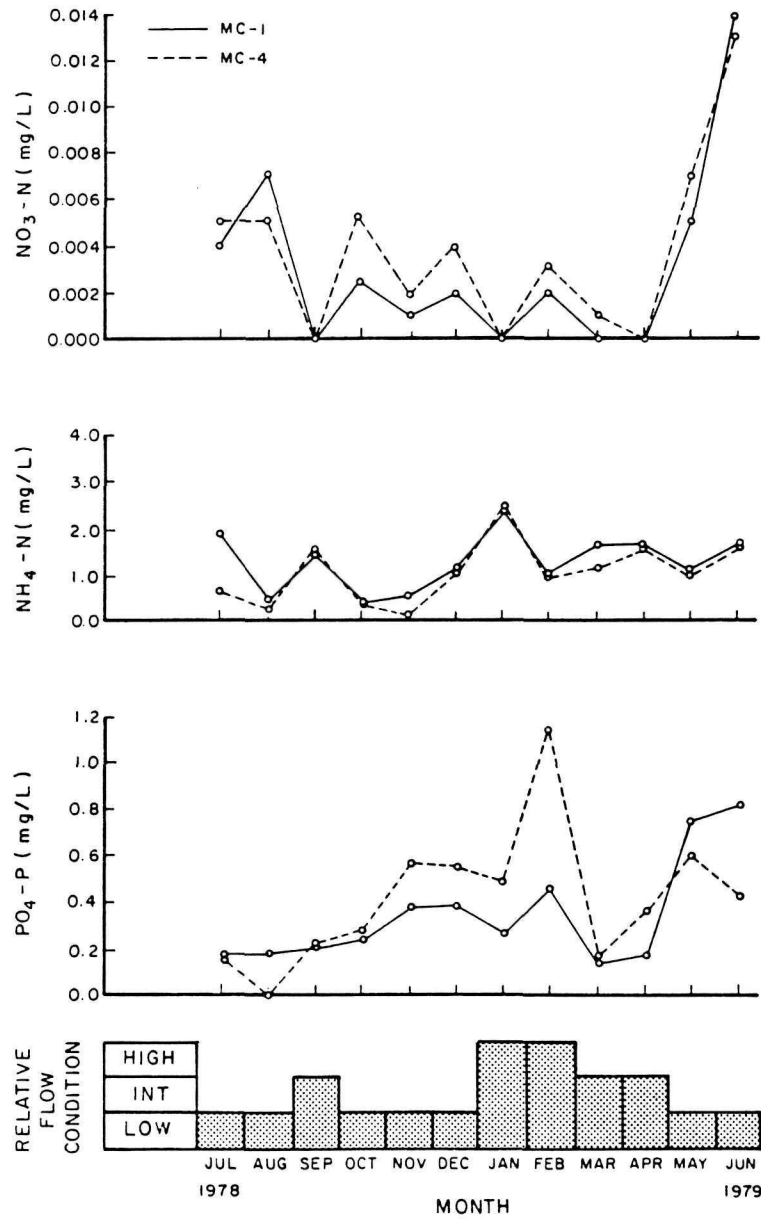 MC-1
MC-4
NO3-N (mg/L)
0.014
0.012
0.010
0.008
0.006
0.004
0.002
0.000
NH4-N (mg/L)
4.0
3.0
2.0
1.0
0.0
PO4-P (mg/L)
1.2
1.0
0.8
0.6
0.4
0.2
0.0
RELATIVE
FLOW
CONDITION
HIGH
INT
LOW
JUL AUG SEP OCT NOV DEC JAN FEB MAR APR MAY JUN
1978 1979
MONTH